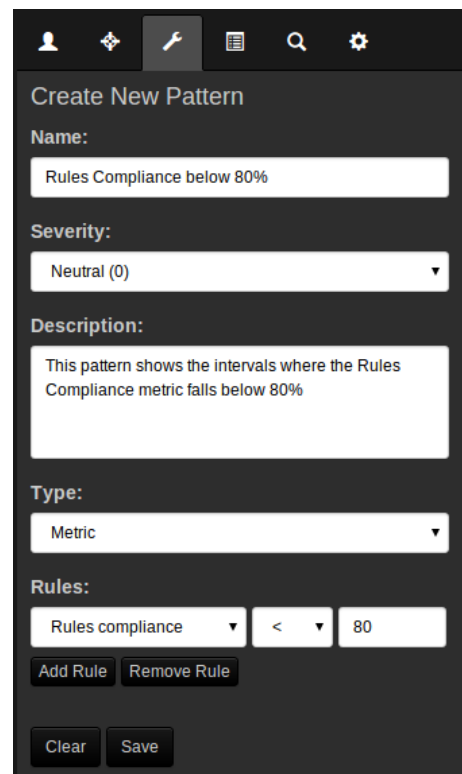 Create New Pattern
Name:
Rules Compliance below 80%
Severity:
Neutral (0)
Description:
This pattern shows the intervals where the Rules
Compliance metric falls below 80%
Type:
Metric
Rules:
Rules compliance < 80
Add Rule Remove Rule
Clear Save